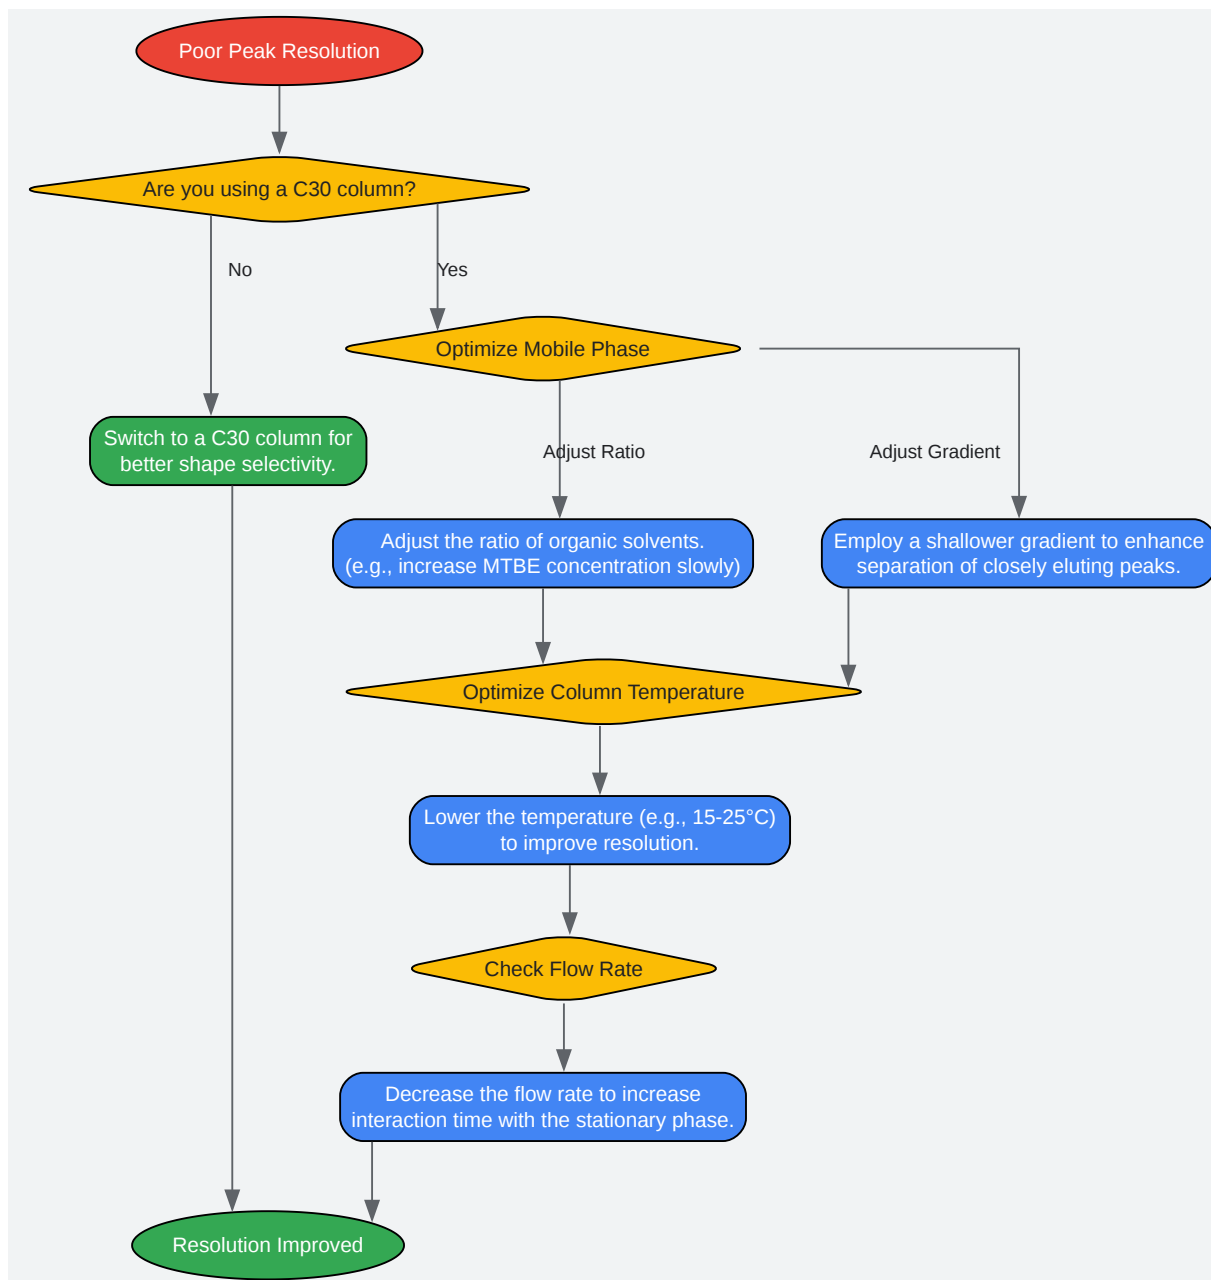 Poor Peak Resolution
Are you using a C30 column?
No
Yes
Optimize Mobile Phase
Switch to a C30 column for
better shape selectivity.
Adjust Ratio
Adjust Gradient
Adjust the ratio of organic solvents.
(e.g., increase MTBE concentration slowly)
Employ a shallower gradient to enhance
separation of closely eluting peaks.
Optimize Column Temperature
Lower the temperature (e.g., 15-25°C)
to improve resolution.
Check Flow Rate
Decrease the flow rate to increase
interaction time with the stationary phase.
Resolution Improved